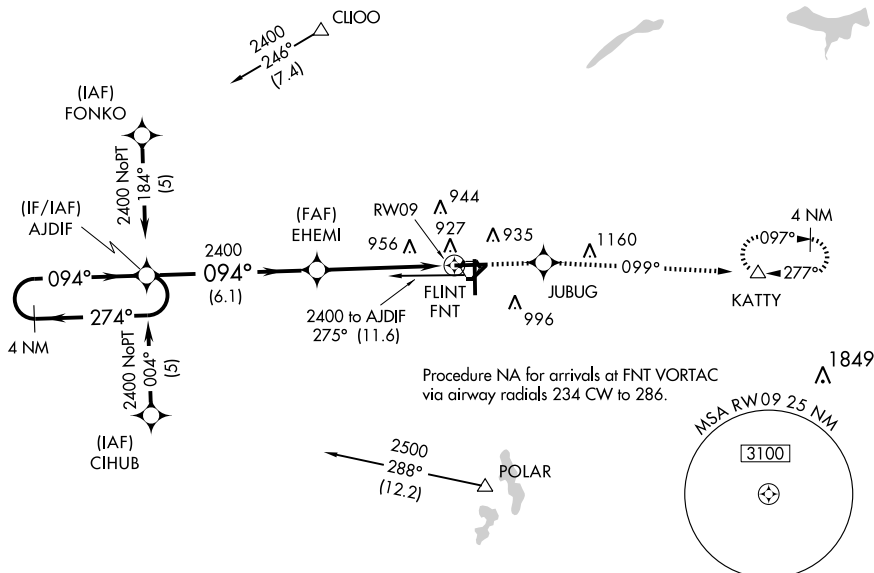 CLIOO
2400
246°
(7.4)
(IAF)
FONKO
2400 NoPT
184°
(5)
(IF/IAF)
AJDIF
2400
094°
(6.1)
094°
274°
4 NM
2400 NoPT
004°
(5)
(IAF)
CIHUB
(FAF)
EHEMI
RW09
944
927
956
935
1160
996
FLINT
FNT
JUBUG
099°
2400 to AJDIF
275° (11.6)
4 NM
097°
277°
KATTY
Procedure NA for arrivals at FNT VORTAC
via airway radials 234 CW to 286.
1849
MSA RW09 25 NM
3100
2500
288°
(12.2)
POLAR